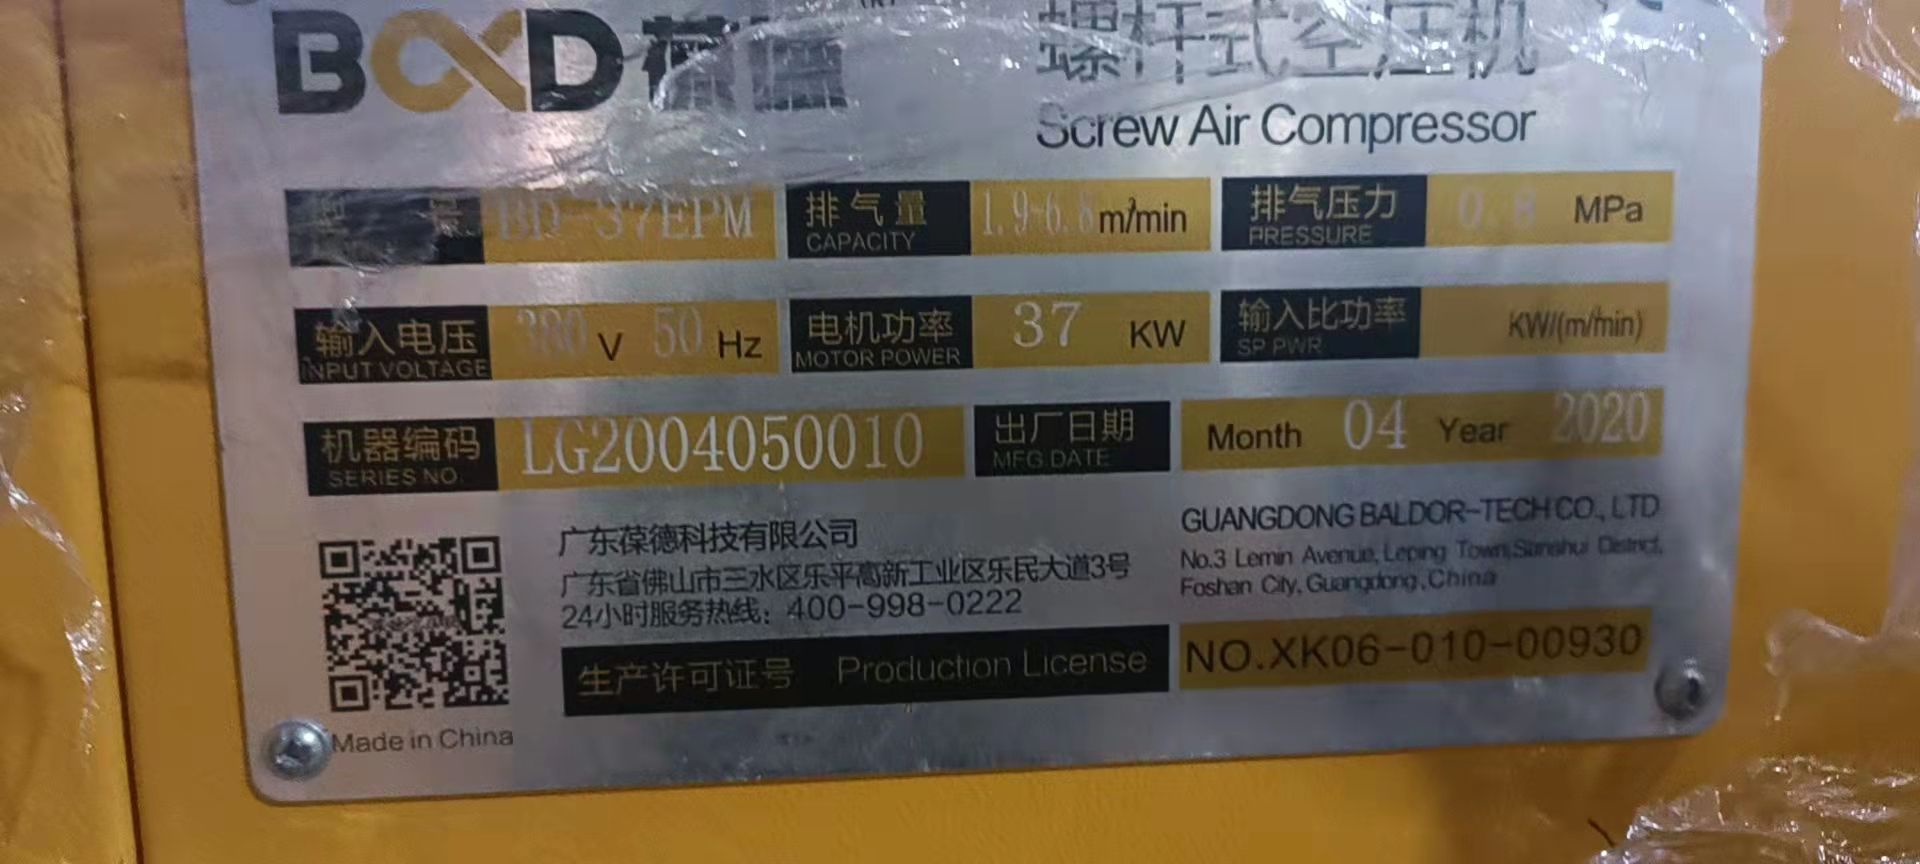 BOD 葆德 (R)
螺杆式空压机
Screw Air Compressor
型 号 BD-37EPM 排气量 CAPACITY 1.9-6.8 m³/min 排气压力 PRESSURE 0.8 MPa
输入电压 INPUT VOLTAGE 380 V 50 Hz 电机功率 MOTOR POWER 37 KW 输入比功率 SP PWR KW/(m³/min)
机器编码 SERIES NO. LG2004050010 出厂日期 MFG DATE Month 04 Year 2020
广东葆德科技有限公司
广东省佛山市三水区乐平高新工业区乐民大道3号
24小时服务热线：400-998-0222
GUANGDONG BALDOR-TECH CO., LTD
No.3 Lemin Avenue, Leping Town, Sanshui District,
Foshan City, Guangdong, China
生产许可证号 Production License NO.XK06-010-00930
Made in China